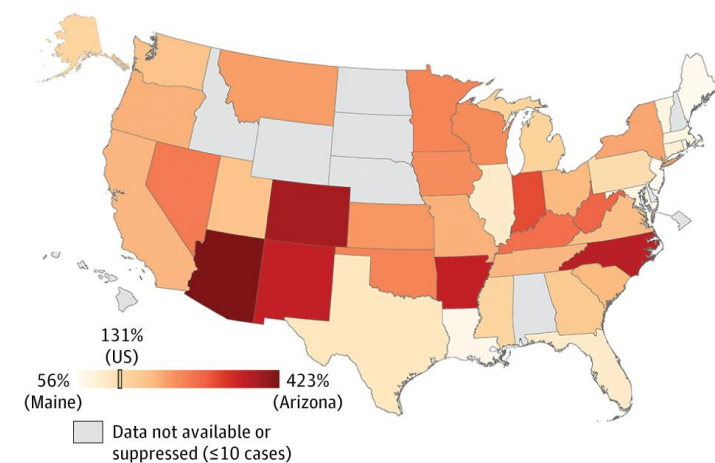 131%
(US)
56%
(Maine)
423%
(Arizona)
Data not available or
suppressed (≤10 cases)